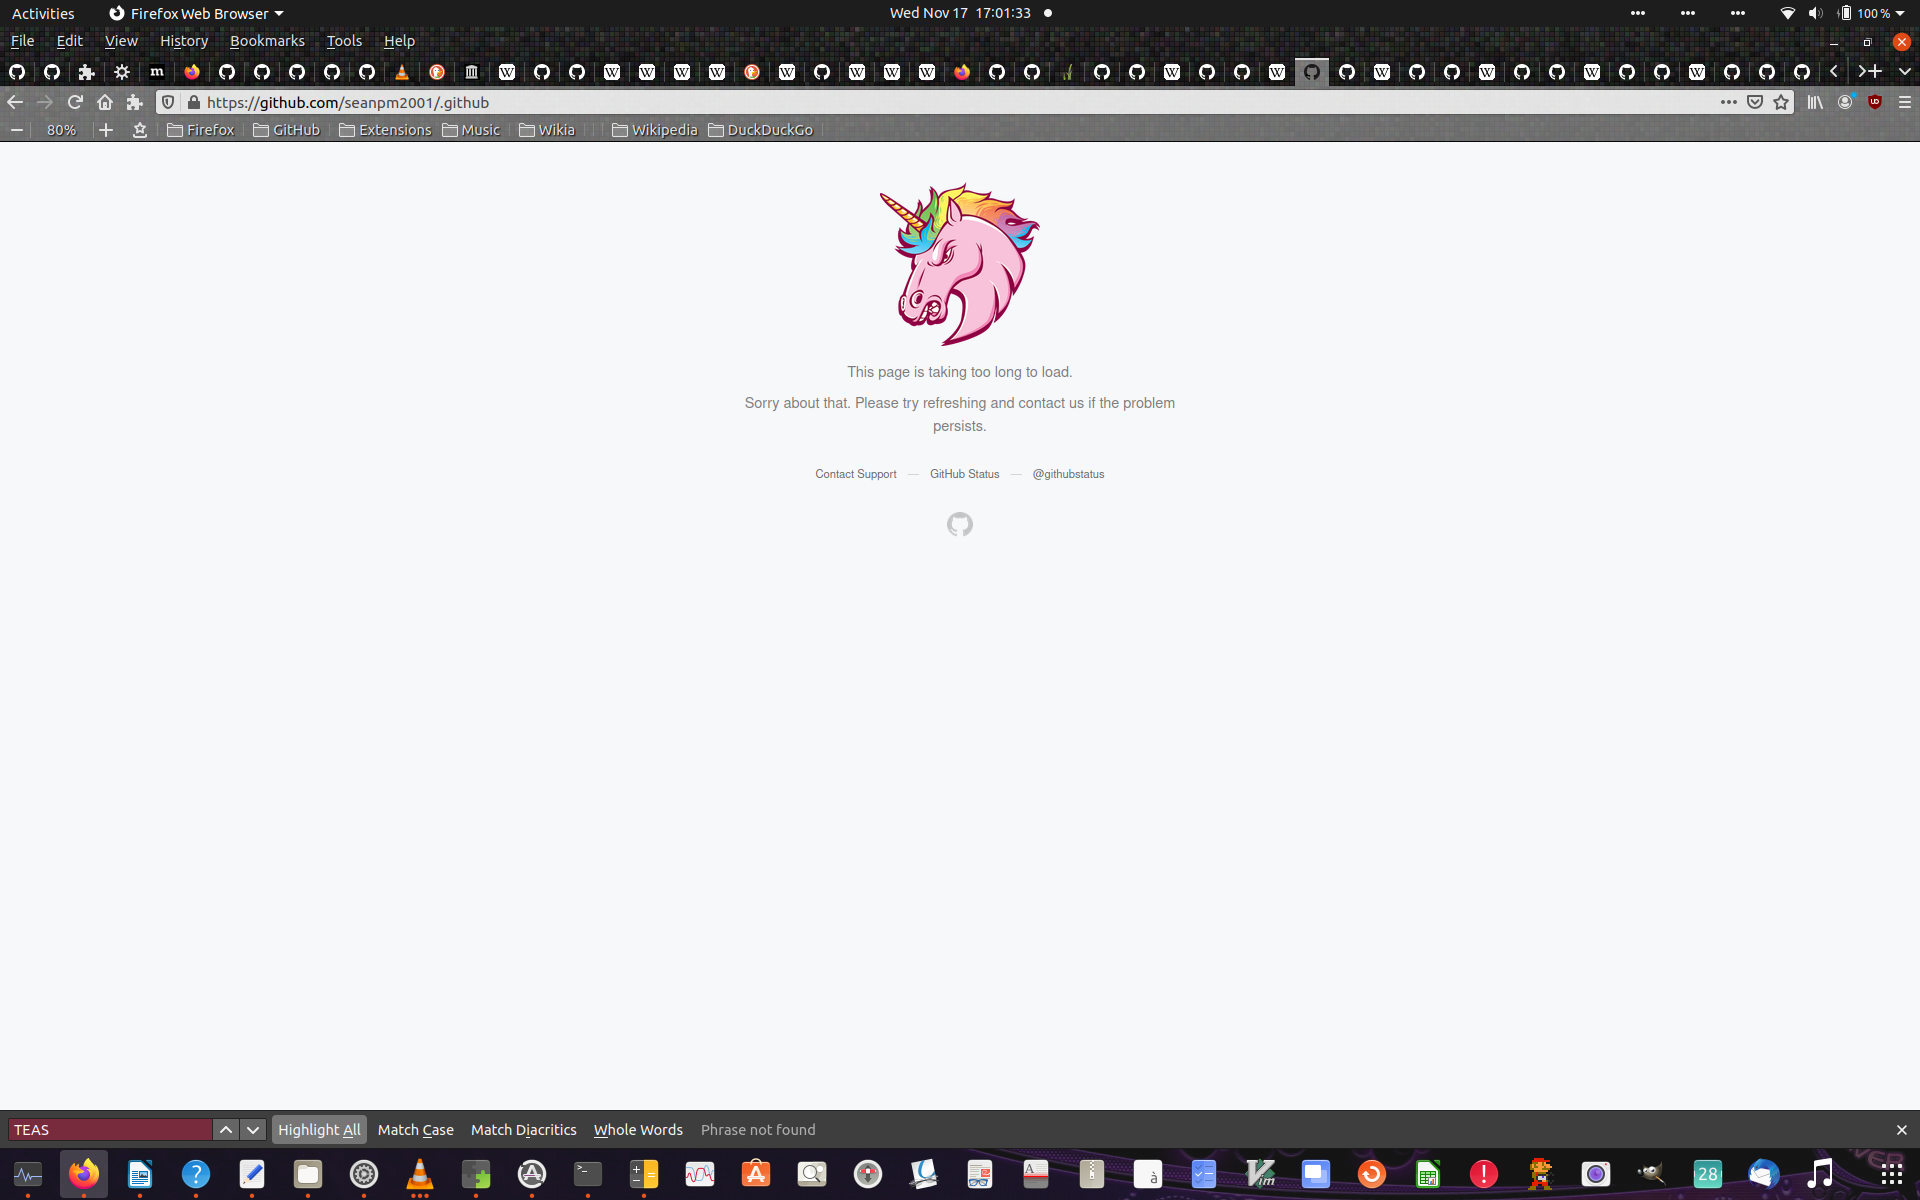 Activities Firefox Web Browser Wed Nov 17 17:01:33 100 %
File Edit View History Bookmarks Tools Help
https://github.com/seanpm2001/.github
80% Firefox GitHub Extensions Music Wikia Wikipedia DuckDuckGo
This page is taking too long to load.
Sorry about that. Please try refreshing and contact us if the problem
persists.
Contact Support — GitHub Status — @githubstatus
TEAS Highlight All Match Case Match Diacritics Whole Words Phrase not found
28